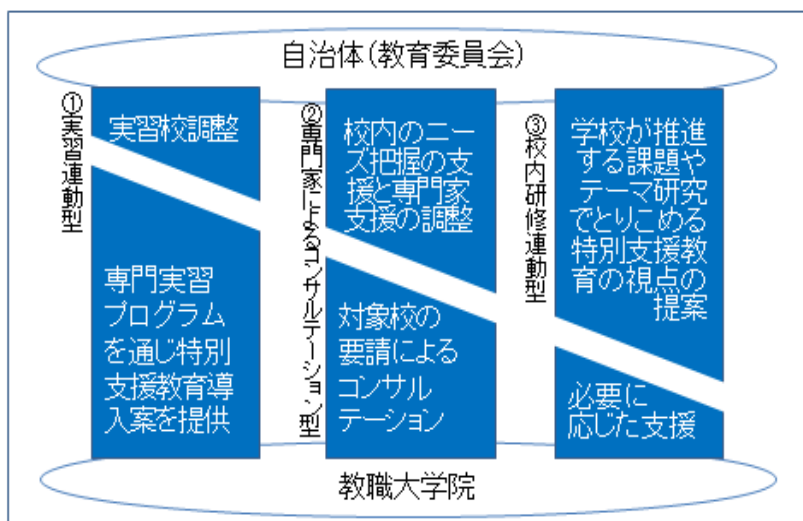 自治体(教育委員会)
①実習連動型
実習校調整
専門実習
プログラム
を通じ特別
支援教育導
入案を提供
②専門家によるコンサルテーション型
校内のニー
ズ把握の支
援と専門家
支援の調整
対象校の
要請による
コンサル
テーション
③校内研修連動型
学校が推進
する課題や
テーマ研究
でとりこめる
特別支援教
育の視点の
提案
必要に
応じた支援
教職大学院